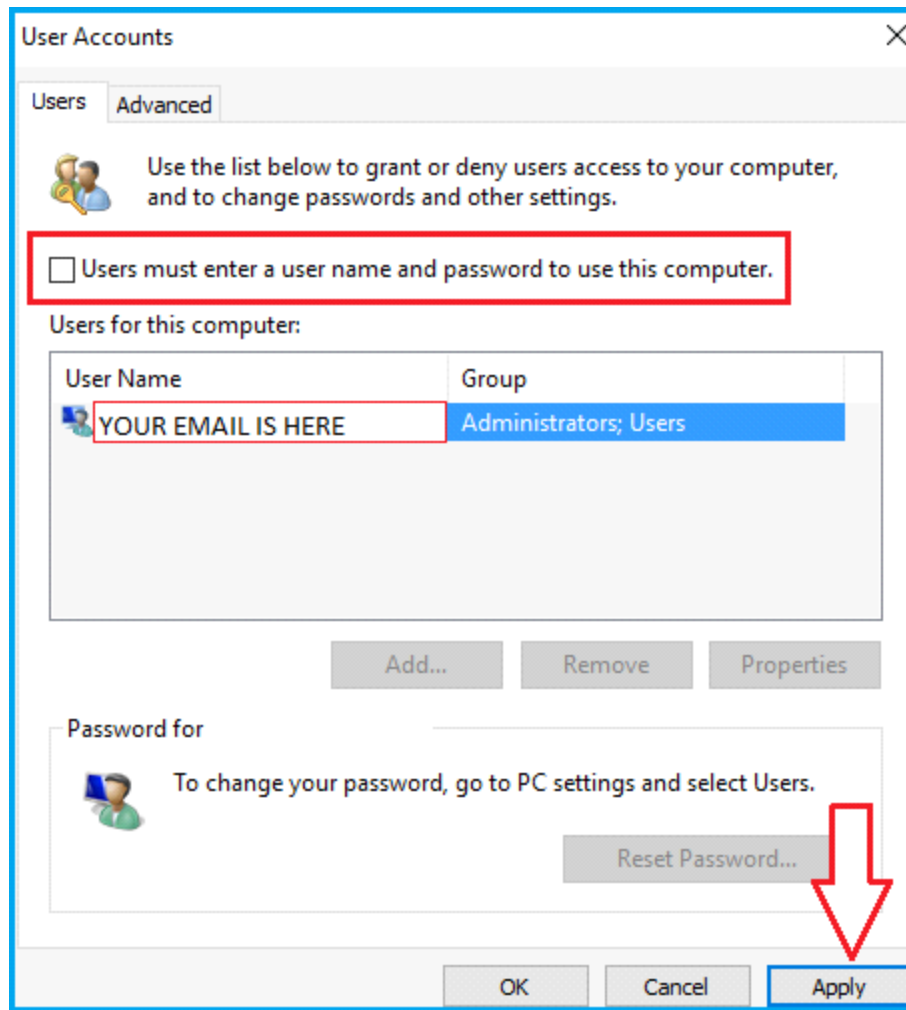 User Accounts
Users
Advanced
Use the list below to grant or deny users access to your computer,
and to change passwords and other settings.
Users must enter a user name and password to use this computer.
Users for this computer:
User Name
Group
YOUR EMAIL IS HERE
Administrators; Users
Add...
Remove
Properties
Password for
To change your password, go to PC settings and select Users.
Reset Password...
OK
Cancel
Apply